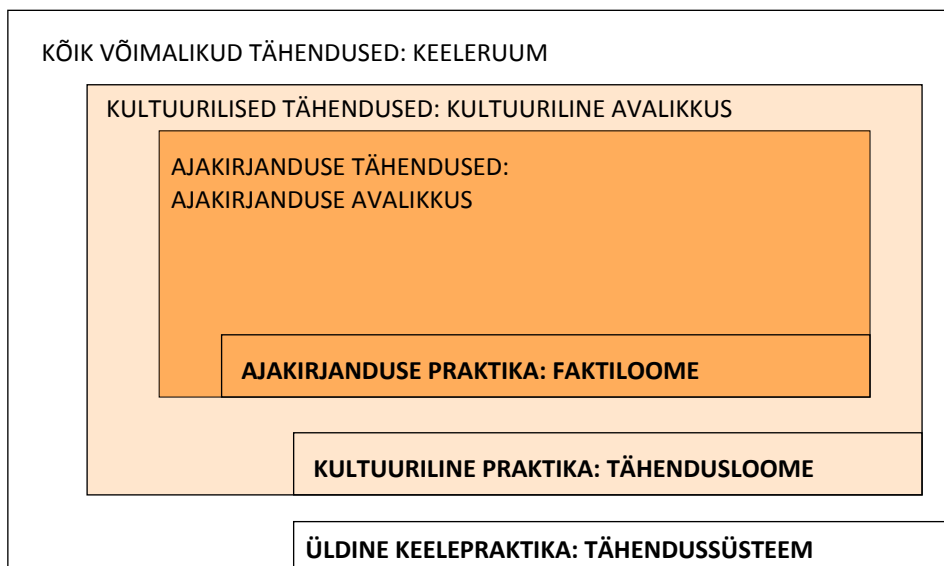 KÕIK VÕIMALIKUD TÄHENDUSED: KEELERUUM
KULTUURILISED TÄHENDUSED: KULTUURILINE AVALIKKUS
AJAKIRJANDUSE TÄHENDUSED:
AJAKIRJANDUSE AVALIKKUS
AJAKIRJANDUSE PRAKTIKA: FAKTILOOME
KULTUURILINE PRAKTIKA: TÄHENDUSLOOME
ÜLDINE KEELEPRAKTIKA: TÄHENDUSSÜSTEEM